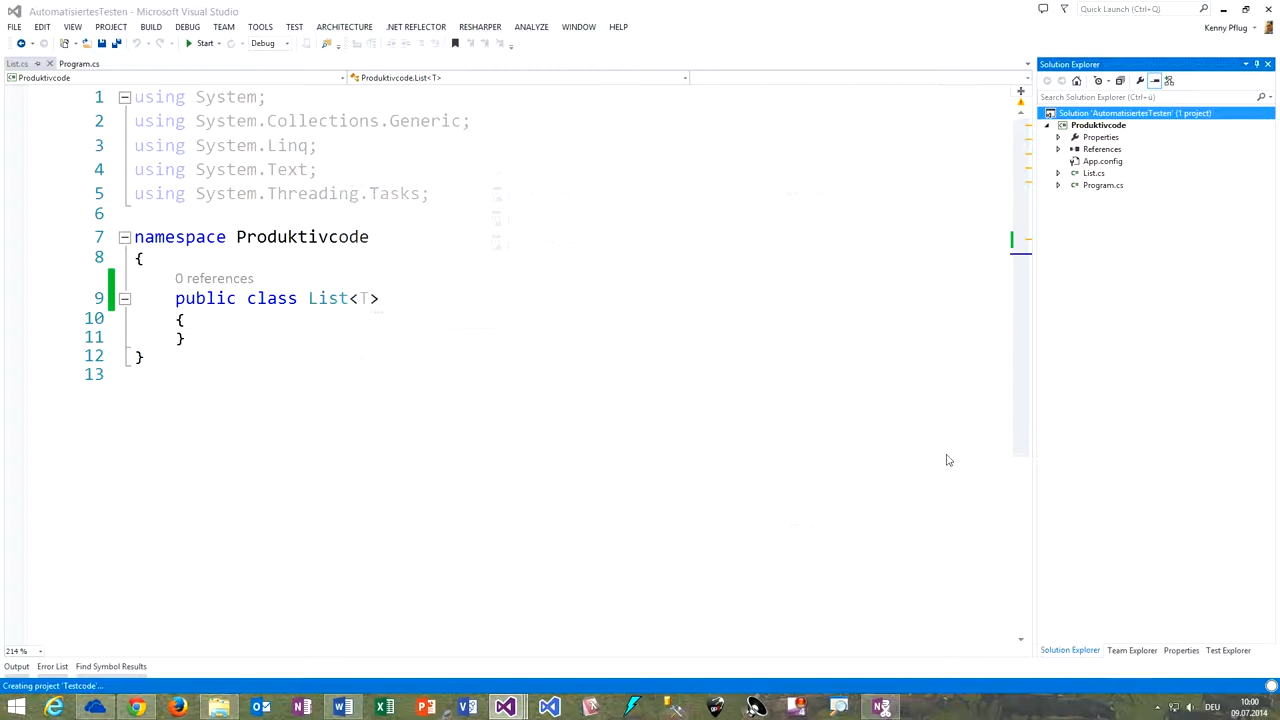 AutomatisiertesTesten - Microsoft Visual Studio
Quick Launch (Ctrl+Q)
FILE EDIT VIEW PROJECT BUILD DEBUG TEAM TOOLS TEST ARCHITECTURE .NET REFLECTOR RESHARPER ANALYZE WINDOW HELP
Kenny Pflug
Start
Debug
List.cs
Program.cs
Produktivcode
Produktivcode.List<T>
1 using System;
2 using System.Collections.Generic;
3 using System.Linq;
4 using System.Text;
5 using System.Threading.Tasks;
6
7 namespace Produktivcode
8 {
0 references
9 public class List<T>
10 {
11 }
12 }
13
214 %
Solution Explorer
Search Solution Explorer (Ctrl+ü)
Solution 'AutomatisiertesTesten' (1 project)
Produktivcode
Properties
References
App.config
List.cs
Program.cs
Solution Explorer Team Explorer Properties Test Explorer
Output Error List Find Symbol Results
Creating project 'Testcode'...
DEU
10:00
09.07.2014